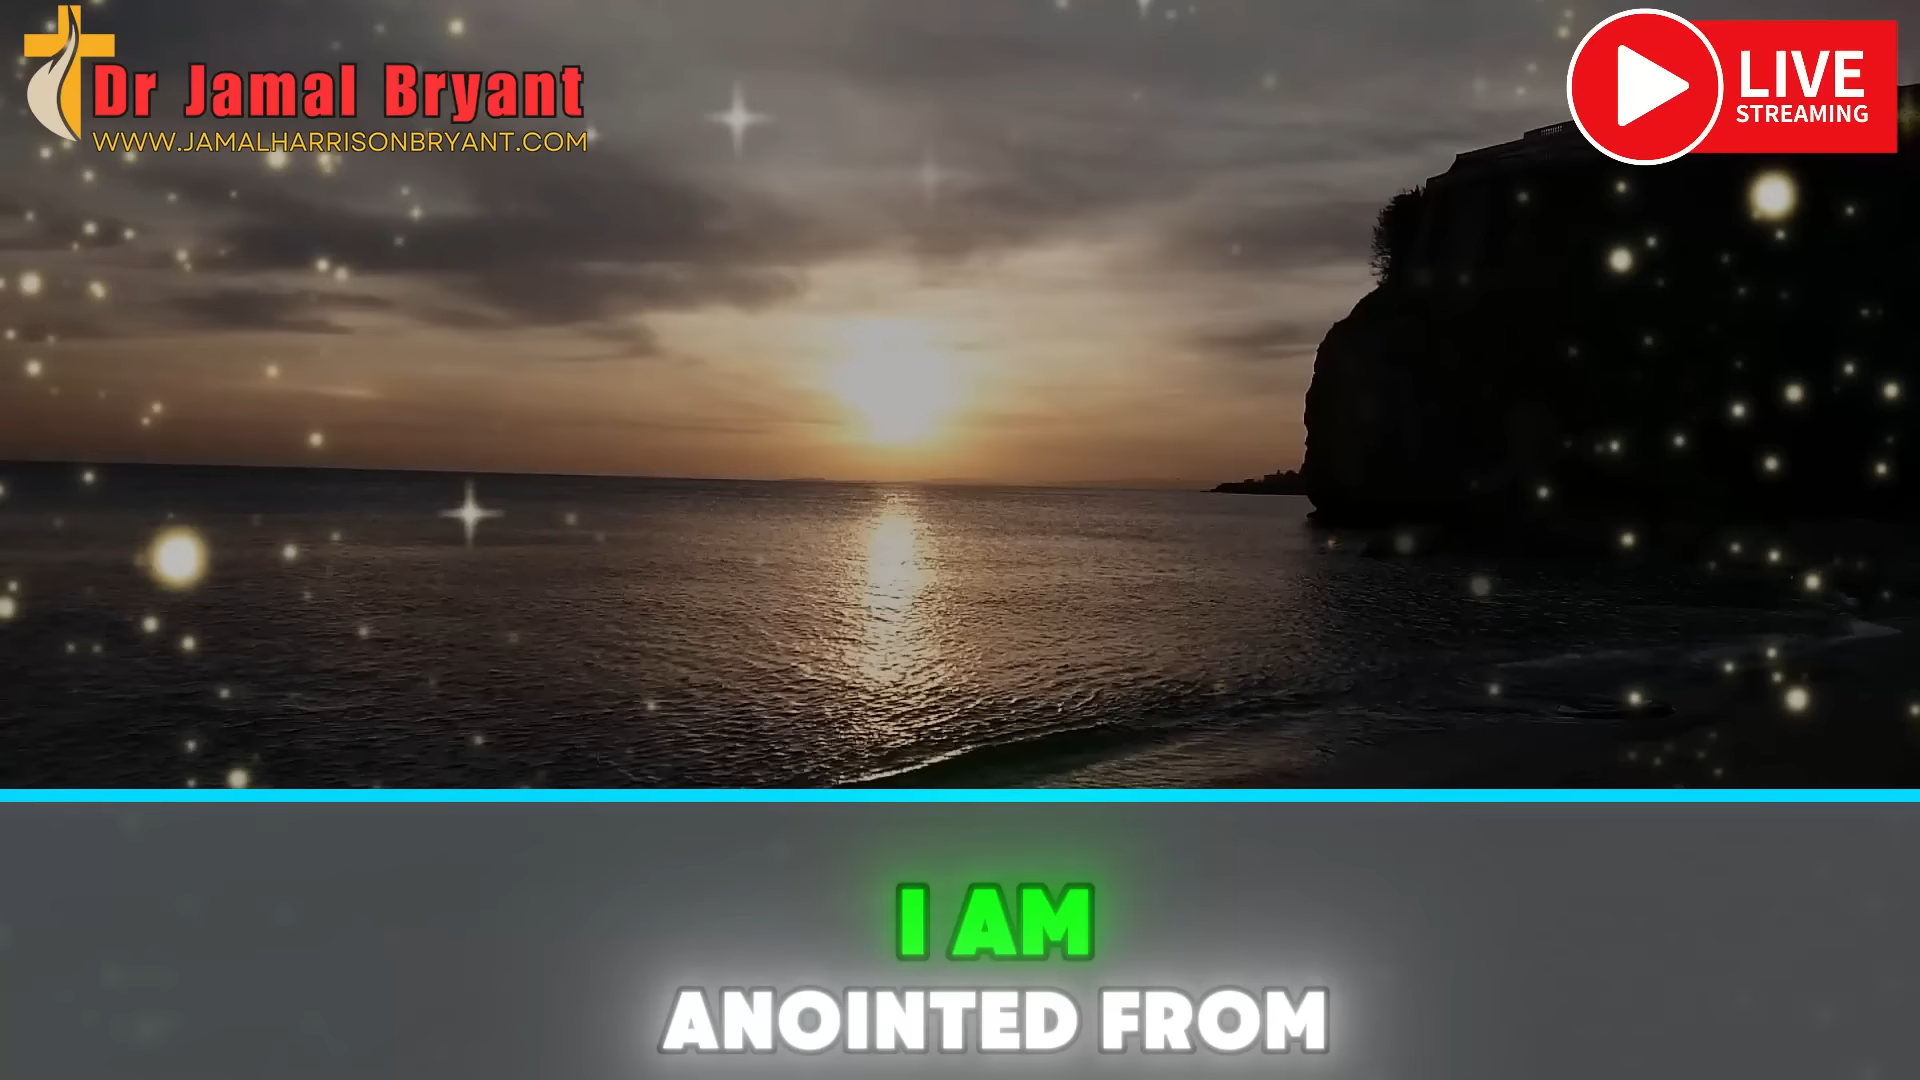 Dr Jamal Bryant
WWW.JAMALHARRISONBRYANT.COM
LIVE
STREAMING
I AM
ANOINTED FROM